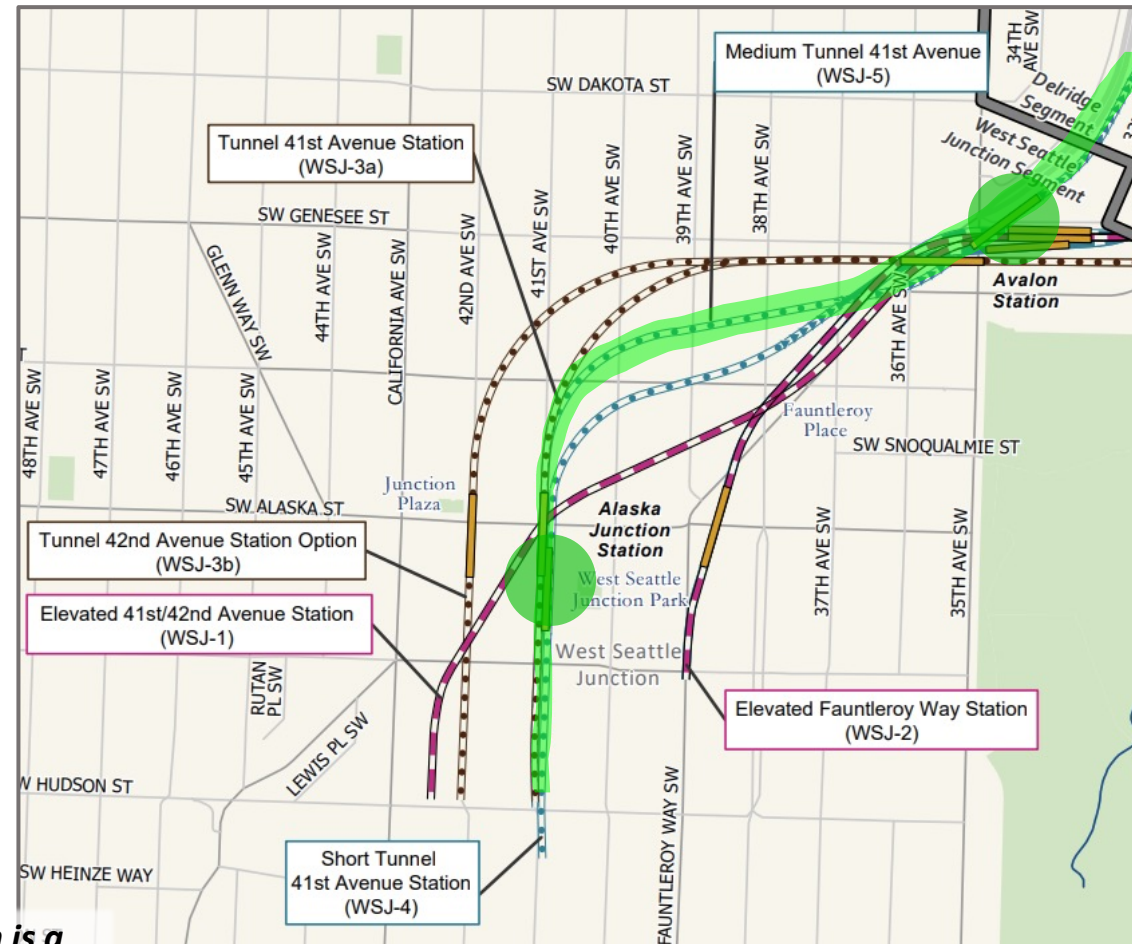 34TH
AVE SW
Medium Tunnel 41st Avenue
(WSJ-5)
SW DAKOTA ST
Delridge
Segment
West Seattle
Junction Segment
Tunnel 41st Avenue Station
(WSJ-3a)
38TH AVE SW
39TH AVE SW
40TH AVE SW
41ST AVE SW
42ND AVE SW
SW GENESEE ST
GLENN WAY SW
44TH AVE SW
CALIFORNIA AVE SW
Avalon
Station
36TH AVE SW
48TH AVE SW
47TH AVE SW
46TH AVE SW
45TH AVE SW
Fauntleroy
Place
SW SNOQUALMIE ST
Junction
Plaza
SW ALASKA ST
Alaska
Junction
Station
37TH AVE SW
35TH AVE SW
Tunnel 42nd Avenue Station Option
(WSJ-3b)
West Seattle
Junction Park
Elevated 41st/42nd Avenue Station
(WSJ-1)
West Seattle
Junction
RUTAN
PL SW
LEWIS PL SW
Elevated Fauntleroy Way Station
(WSJ-2)
W HUDSON ST
FAUNTLEROY WAY SW
Short Tunnel
41st Avenue Station
(WSJ-4)
SW HEINZE WAY
is a